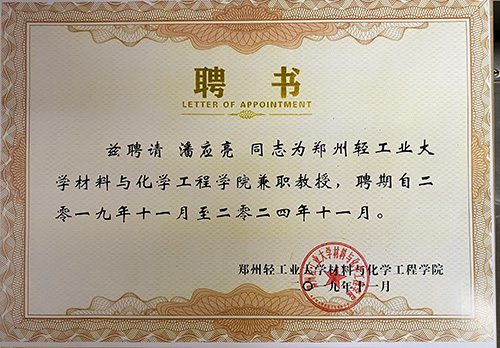 聘 书
LETTER OF APPOINTMENT
兹聘请 潘应亮 同志为郑州轻工业大
学材料与化学工程学院兼职教授，聘期自二
零一九年十一月至二零二四年十一月。
郑州轻工业大学材料与化学工程学院
二〇一九年十一月